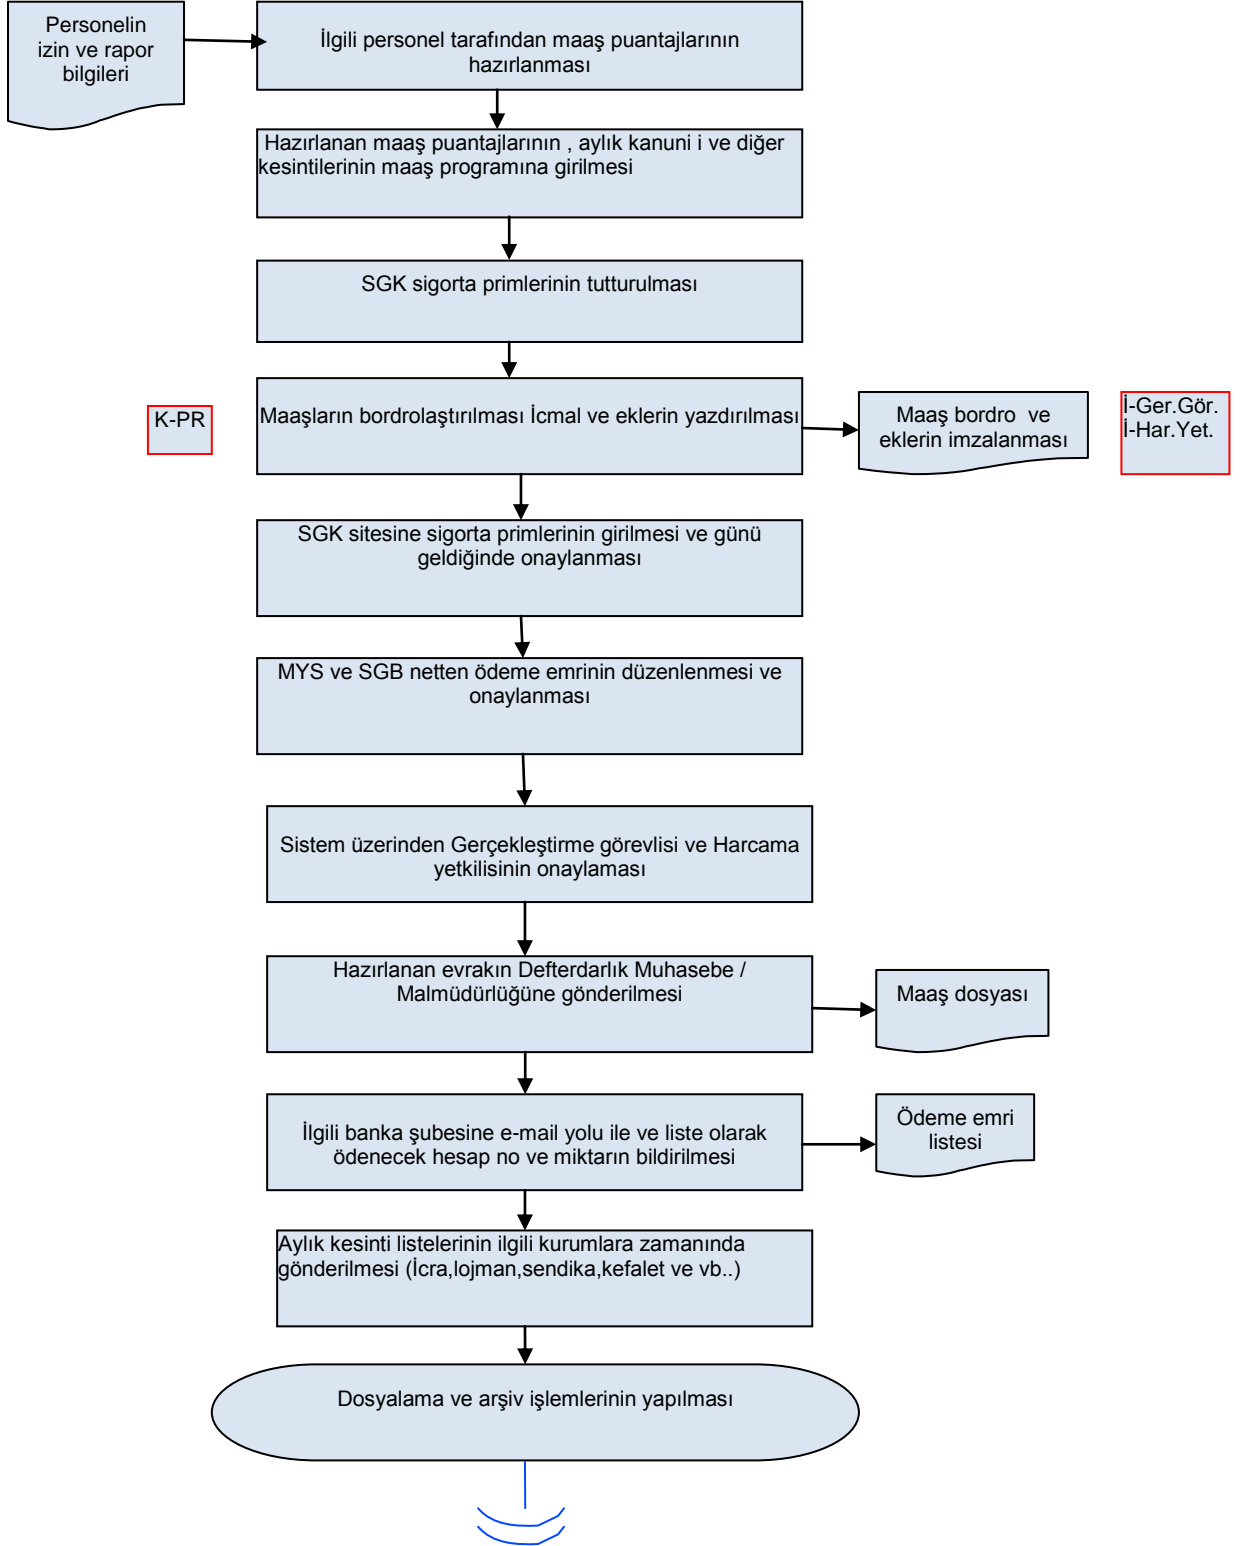 Personelin
izin ve rapor
bilgileri
İlgili personel tarafından maaş puantajlarının
hazırlanması
Hazırlanan maaş puantajlarının , aylık kanuni i ve diğer
kesintilerinin maaş programına girilmesi
SGK sigorta primlerinin tutturulması
K-PR
Maaşların bordrolaştırılması İcmal ve eklerin yazdırılması
Maaş bordro ve
eklerin imzalanması
İ-Ger.Gör.
İ-Har.Yet.
SGK sitesine sigorta primlerinin girilmesi ve günü
geldiğinde onaylanması
MYS ve SGB netten ödeme emrinin düzenlenmesi ve
onaylanması
Sistem üzerinden Gerçekleştirme görevlisi ve Harcama
yetkilisinin onaylaması
Hazırlanan evrakın Defterdarlık Muhasebe /
Malmüdürlüğüne gönderilmesi
Maaş dosyası
İlgili banka şubesine e-mail yolu ile ve liste olarak
ödenecek hesap no ve miktarın bildirilmesi
Ödeme emri
listesi
Aylık kesinti listelerinin ilgili kurumlara zamanında
gönderilmesi (İcra,lojman,sendika,kefalet ve vb..)
Dosyalama ve arşiv işlemlerinin yapılması